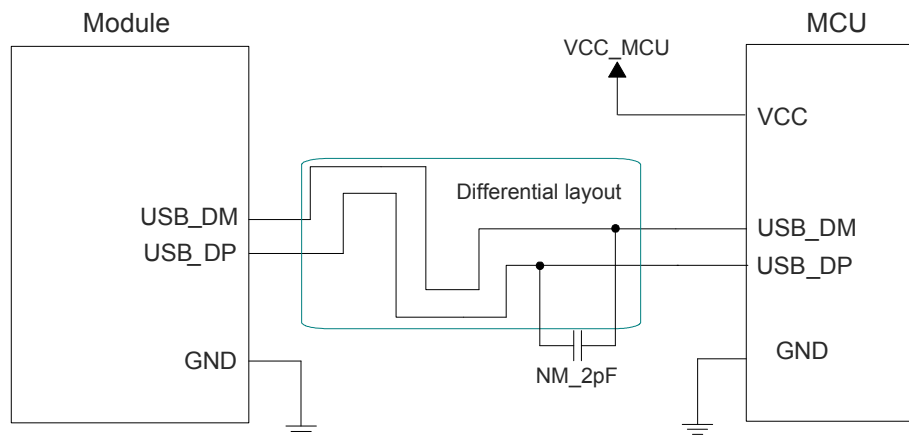 Module
MCU
VCC_MCU
VCC
Differential layout
USB_DM
USB_DP
USB_DM
USB_DP
GND
GND
NM_2pF